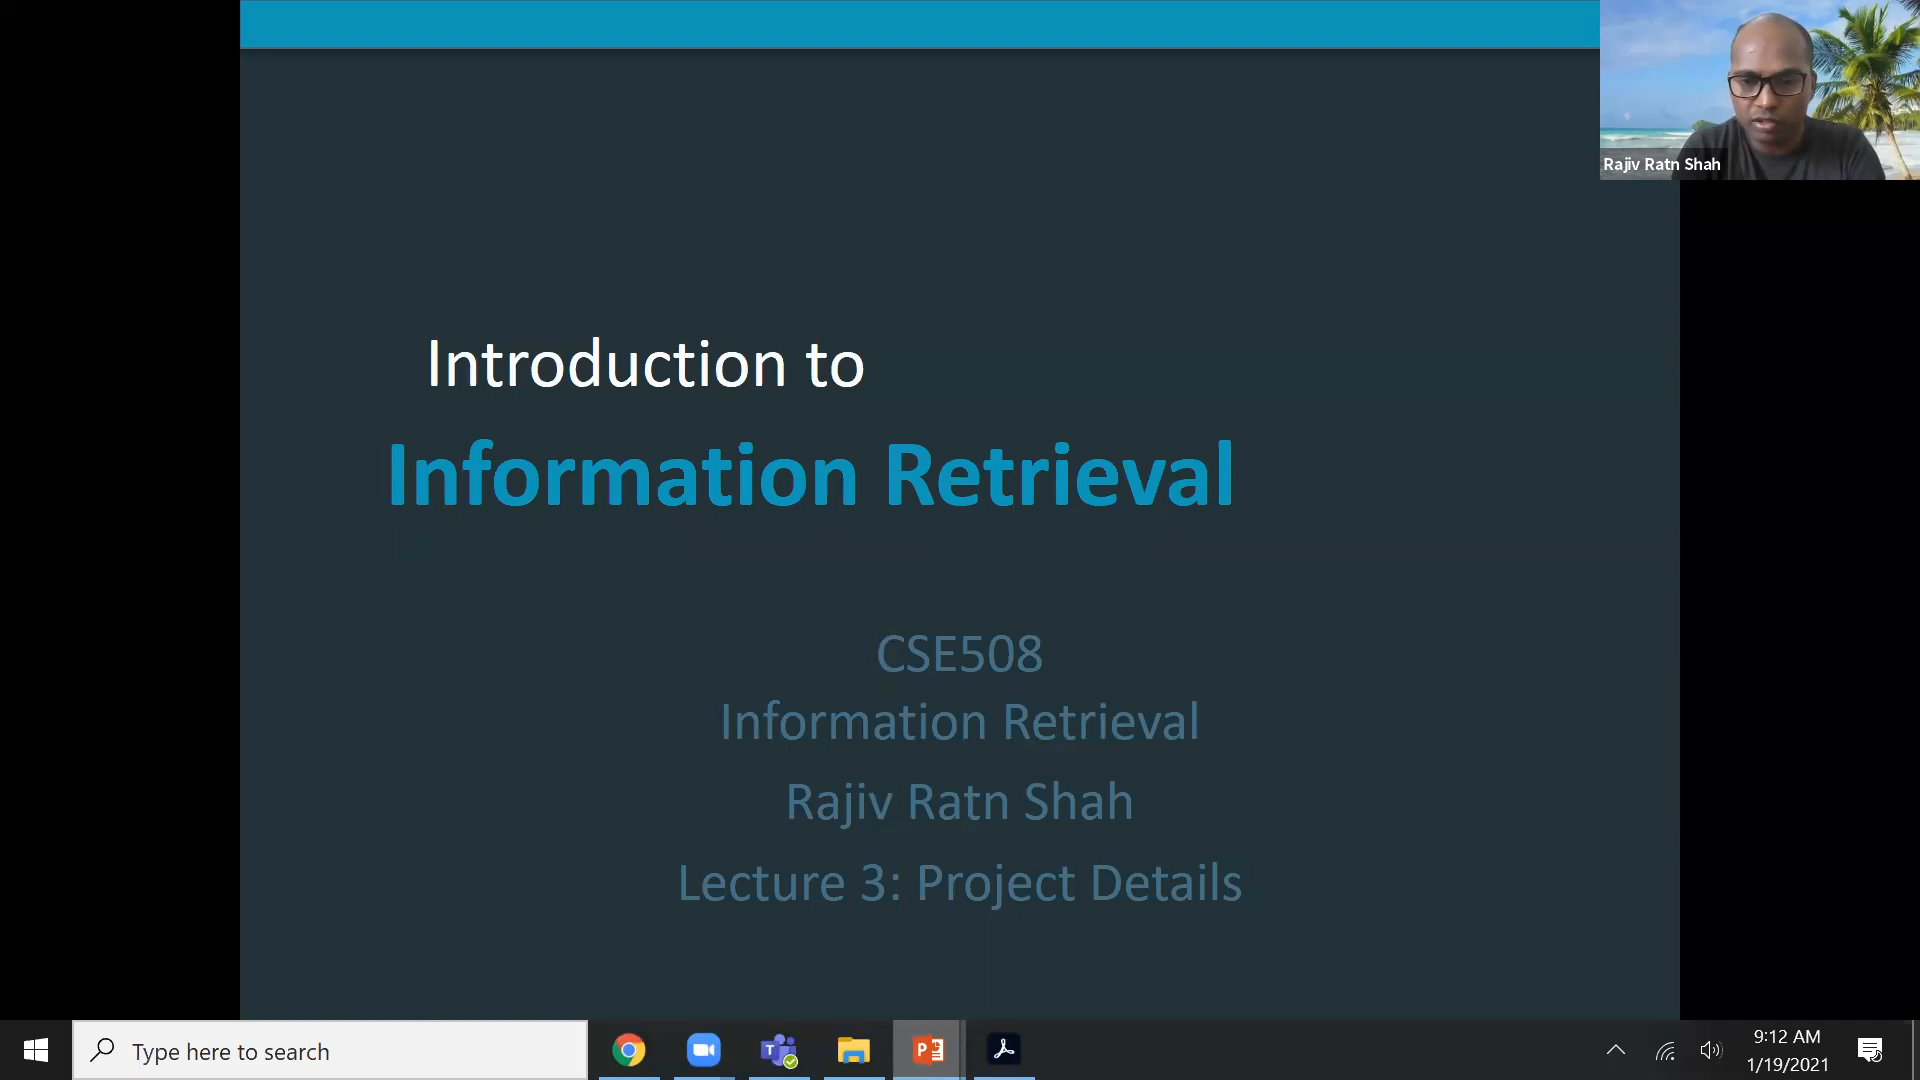 Rajiv Ratn Shah
Introduction to
Information Retrieval
CSE508
Information Retrieval
Rajiv Ratn Shah
Lecture 3: Project Details
Type here to search
9:12 AM
1/19/2021